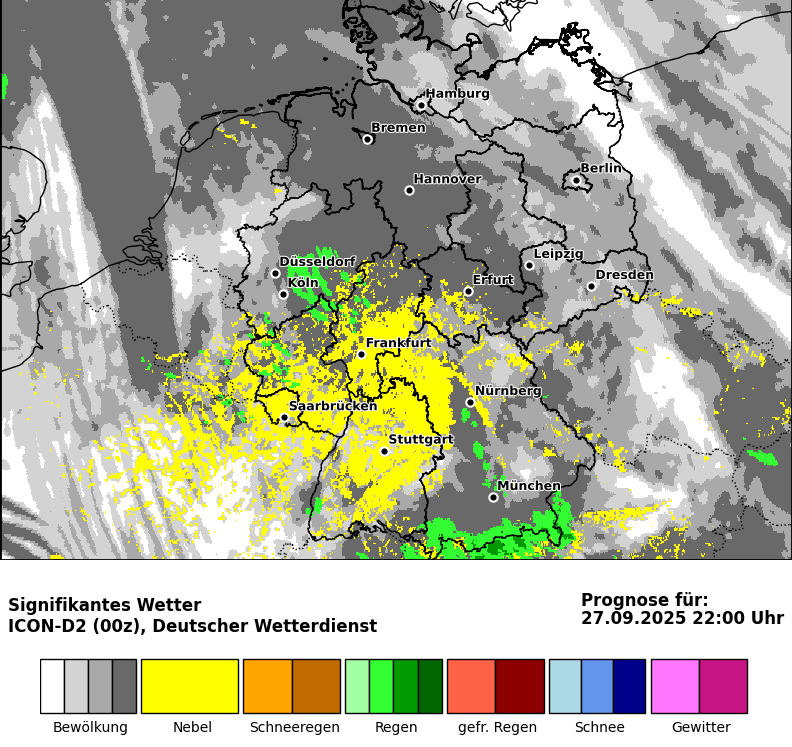 Hamburg
Bremen
Berlin
Hannover
Leipzig
Düsseldorf
Dresden
Köln
Erfurt
Frankfurt
Nürnberg
Saarbrücken
Stuttgart
München
Signifikantes Wetter
ICON-D2 (00z), Deutscher Wetterdienst
Prognose für:
27.09.2025 22:00 Uhr
Bewölkung Nebel Schneeregen Regen gefr. Regen Schnee Gewitter